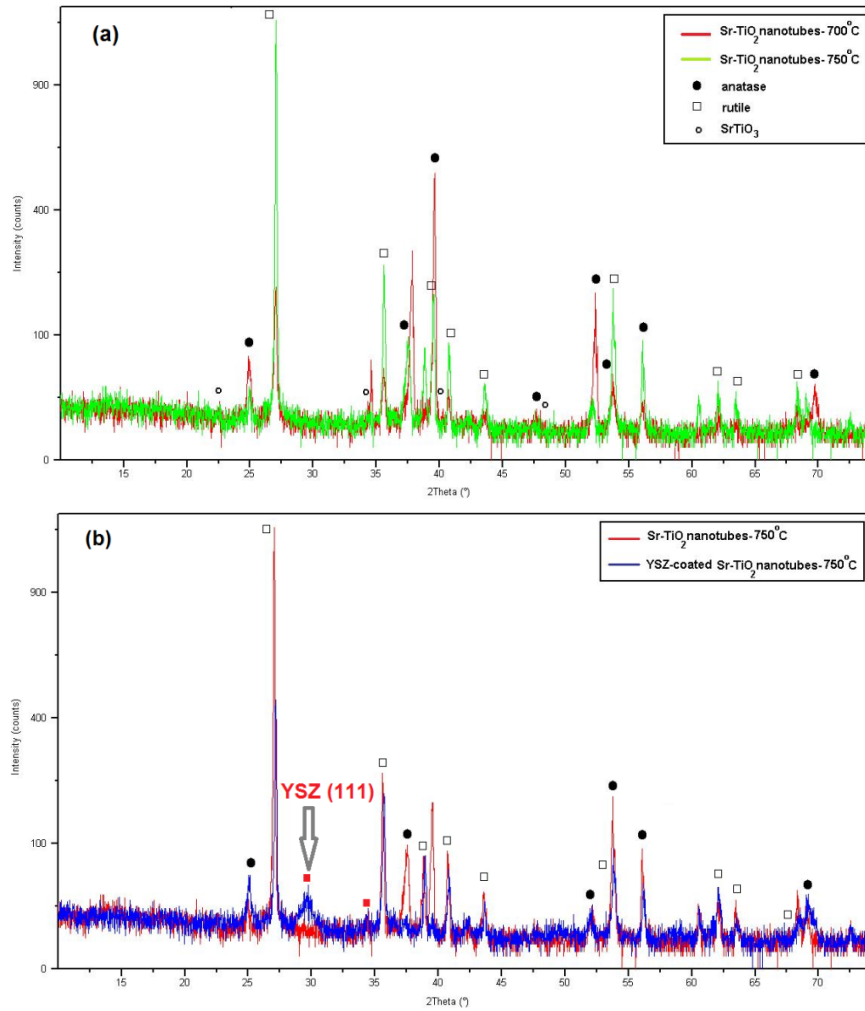 (a)
Sr-TiO2 nanotubes-700°C
Sr-TiO2 nanotubes-750°C
anatase
rutile
SrTiO3
900
400
100
0
Intensity (counts)
15 20 25 30 35 40 45 50 55 60 65 70
2Theta (°)
(b)
Sr-TiO2 nanotubes-750°C
YSZ-coated Sr-TiO2 nanotubes-750°C
900
400
YSZ (111)
100
0
Intensity (counts)
15 20 25 30 35 40 45 50 55 60 65 70
2Theta (°)